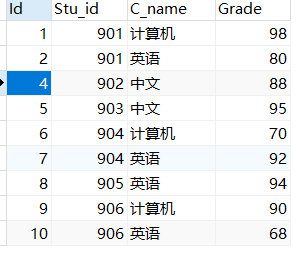 Id Stu_id C_name Grade
1 901 计算机 98
2 901 英语 80
4 902 中文 88
5 903 中文 95
6 904 计算机 70
7 904 英语 92
8 905 英语 94
9 906 计算机 90
10 906 英语 68